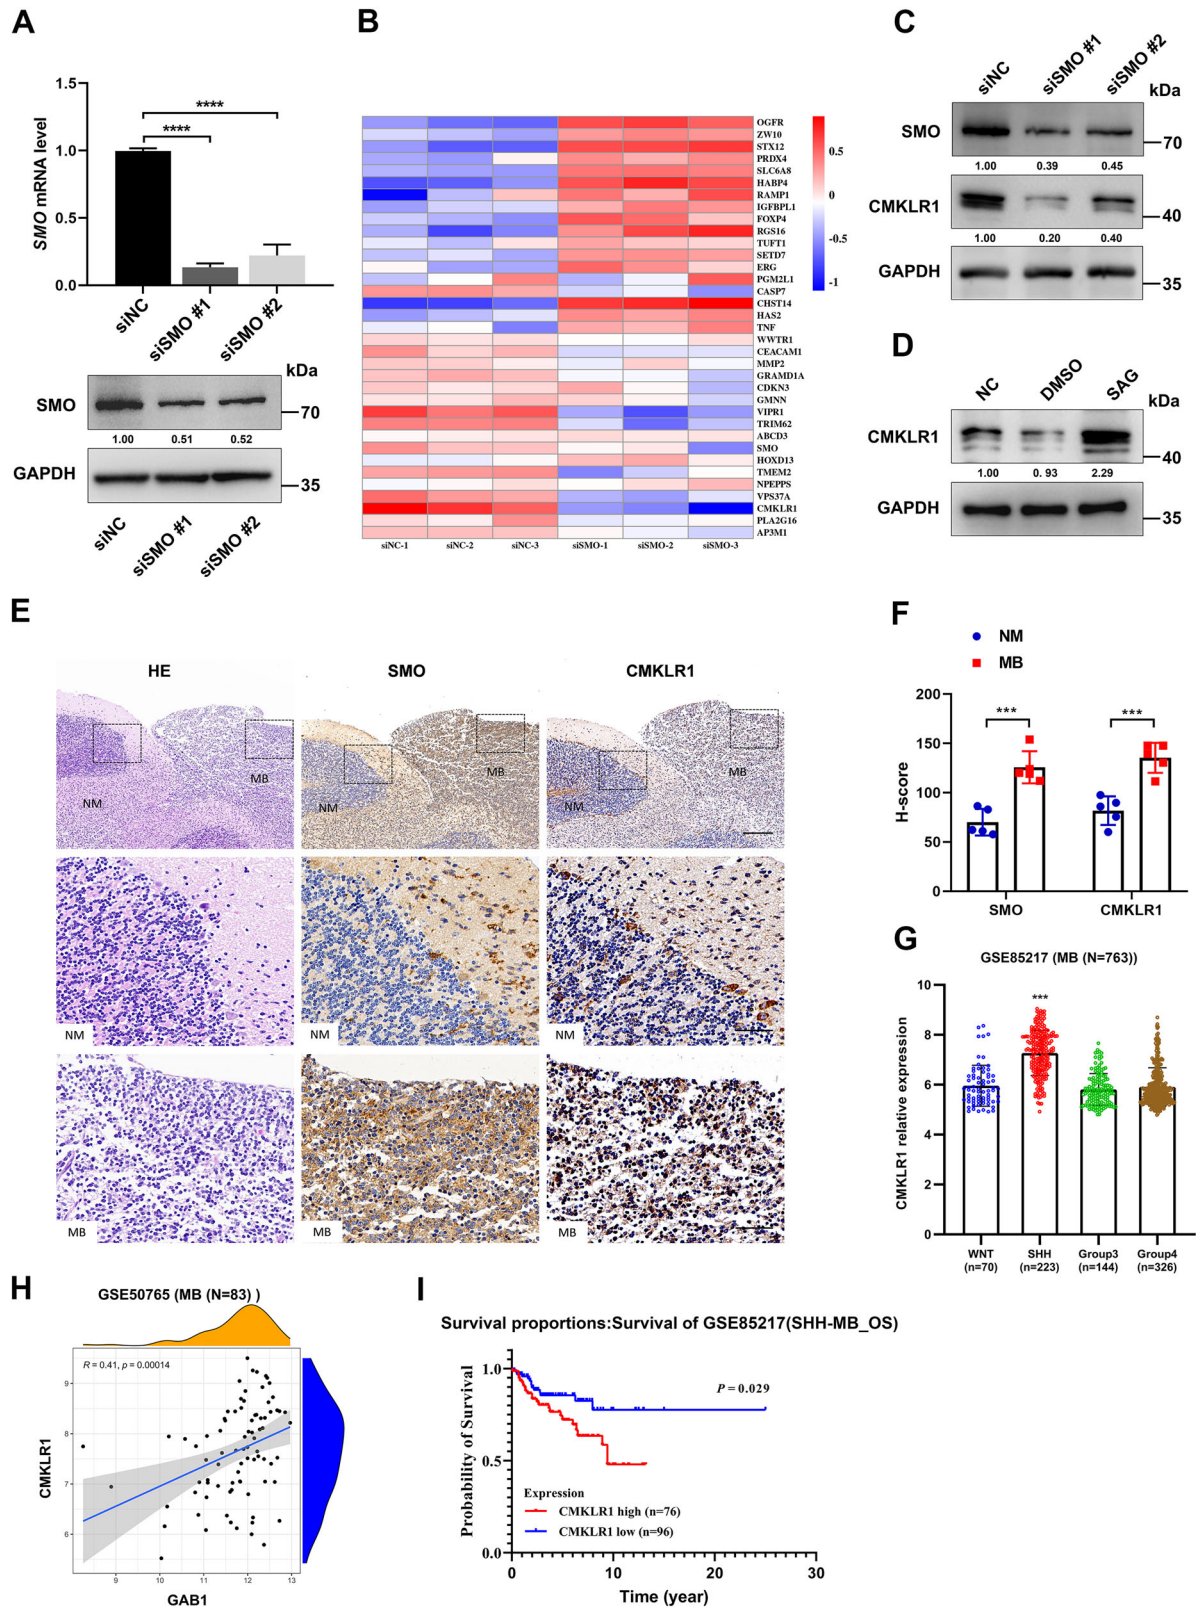 A
1.5
1.0
0.5
0.0
SMO mRNA level
****
****
siNC
siSMO #1
siSMO #2
kDa
SMO
70
1.00 0.51 0.52
GAPDH
35
siNC
siSMO #1
siSMO #2
B
OGFR
ZW10
STX12
PRDX4
SLC6A8
HABP4
RAMP1
IGFBPL1
FOXP4
RGS16
TUFT1
SETD7
ERG
PGM2L1
CASP7
CHST14
HAS2
TNF
WWTR1
CEACAM1
MMP2
GRAMD1A
CDKN3
GMNN
VIPR1
TRIM62
ABCD3
SMO
HOXD13
TMEM2
NPEPPS
VPS37A
CMKLR1
PLA2G16
AP3M1
siNC-1 siNC-2 siNC-3 siSMO-1 siSMO-2 siSMO-3
0.5
0
-0.5
-1
C
siNC
siSMO #1
siSMO #2
kDa
SMO
70
1.00 0.39 0.45
CMKLR1
40
1.00 0.20 0.40
GAPDH
35
D
NC
DMSO
SAG
kDa
CMKLR1
40
1.00 0. 93 2.29
GAPDH
35
E
HE SMO CMKLR1
NM MB
NM MB
NM MB
NM
NM
NM
MB
MB
MB
F
NM
MB
200
150
100
50
0
H-score
***
***
SMO CMKLR1
G
GSE85217 (MB (N=763))
10
8
6
4
2
0
CMKLR1 relative expression
***
WNT SHH Group3 Group4
(n=70) (n=223) (n=144) (n=326)
H
GSE50765 (MB (N=83) )
R = 0.41, p = 0.00014
9
8
7
6
CMKLR1
9 10 11 12 13
GAB1
I
Survival proportions:Survival of GSE85217(SHH-MB_OS)
1.0
0.5
0.0
Probability of Survival
P = 0.029
Expression
CMKLR1 high (n=76)
CMKLR1 low (n=96)
0 10 20 30
Time (year)